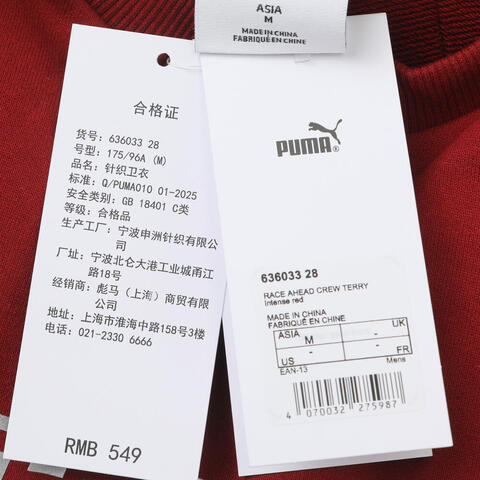 ASIA
M
MADE IN CHINA
FABRIQUÉ EN CHINE
合格证
货号: 636033 28
号型: 175/96A (M)
品名: 针织卫衣
标准: Q/PUMA010 01-2025
安全类别: GB 18401 C类
等级: 合格品
生产工厂: 宁波申洲针织有限公
司
厂址: 宁波北仑大港工业城甬江
路18号
经销商: 彪马（上海）商贸有限
公司
地址: 上海市淮海中路158号3楼
电话: 021-2330 6666
RMB 549
PUMA®
636033 28
RACE AHEAD CREW TERRY
Intense red
MADE IN CHINA
FABRIQUÉ EN CHINE
ASIA M - UK
US - - FR
EAN-13 Mens
4 070032 275987